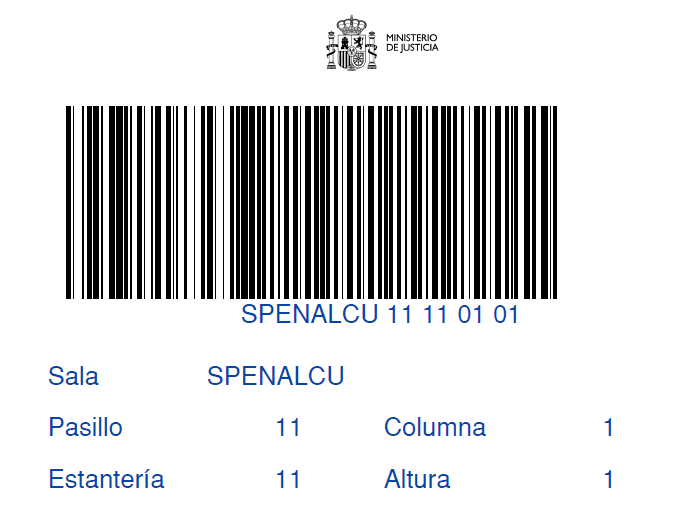 MINISTERIO
DE JUSTICIA
SPENALCU 11 11 01 01
Sala SPENALCU
Pasillo 11 Columna 1
Estantería 11 Altura 1